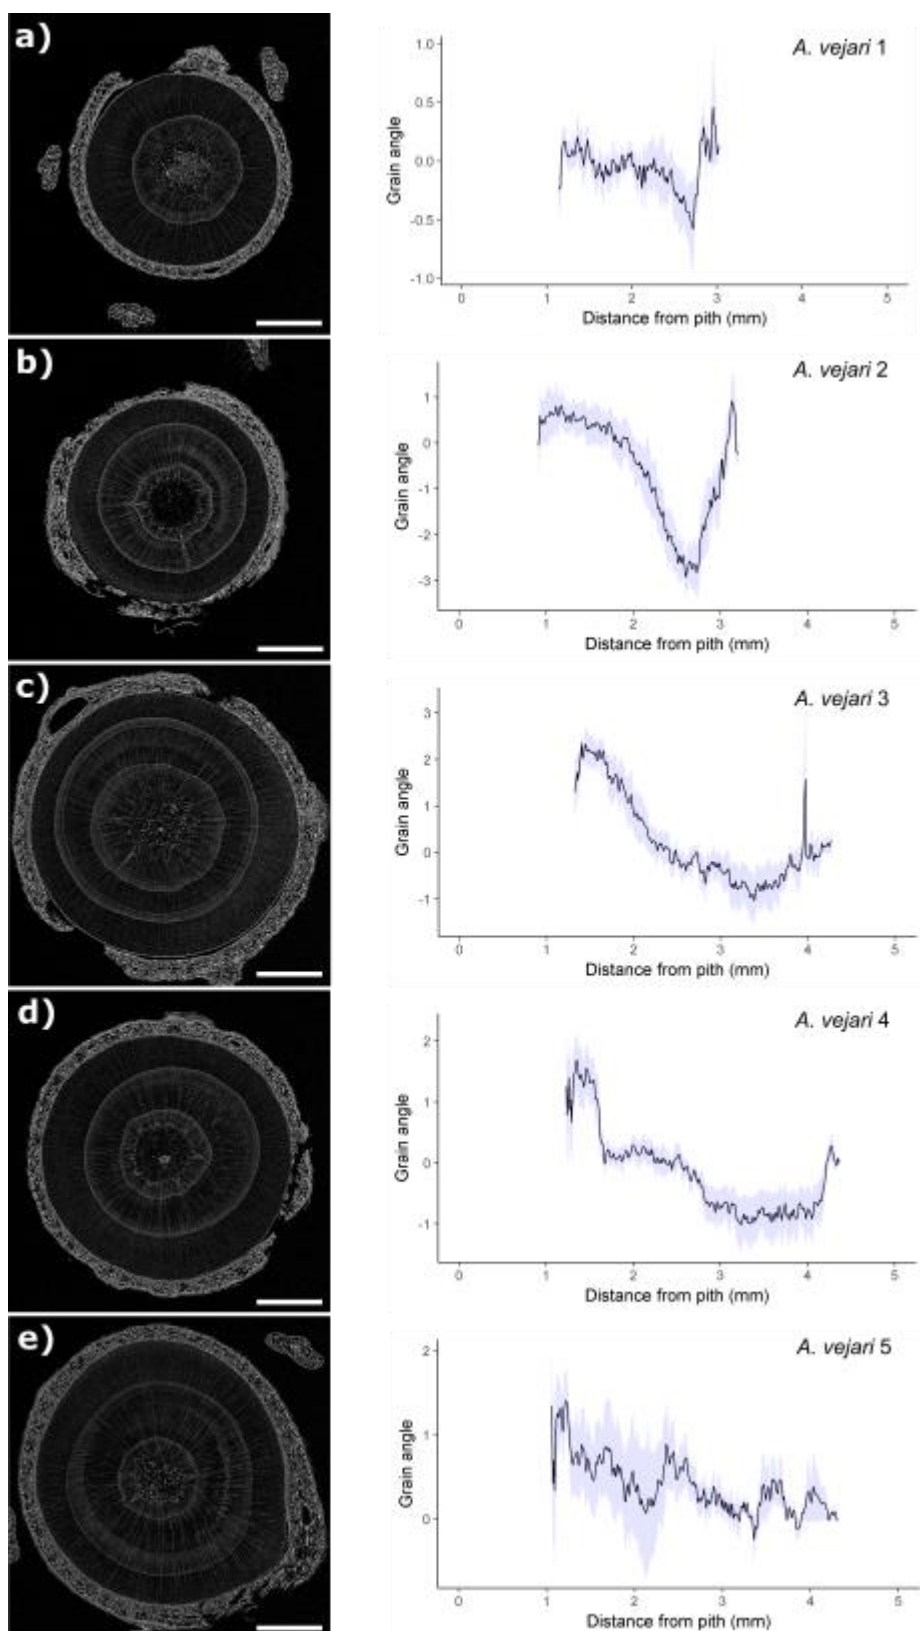 a)
A. vejari 1
Grain angle
1.0
0.5
0.0
-0.5
-1.0
0 1 2 3 4 5
Distance from pith (mm)
b)
A. vejari 2
Grain angle
1
0
-1
-2
-3
0 1 2 3 4 5
Distance from pith (mm)
c)
A. vejari 3
Grain angle
3
2
1
0
-1
0 1 2 3 4 5
Distance from pith (mm)
d)
A. vejari 4
Grain angle
2
1
0
-1
0 1 2 3 4 5
Distance from pith (mm)
e)
A. vejari 5
Grain angle
2
1
0
0 1 2 3 4 5
Distance from pith (mm)